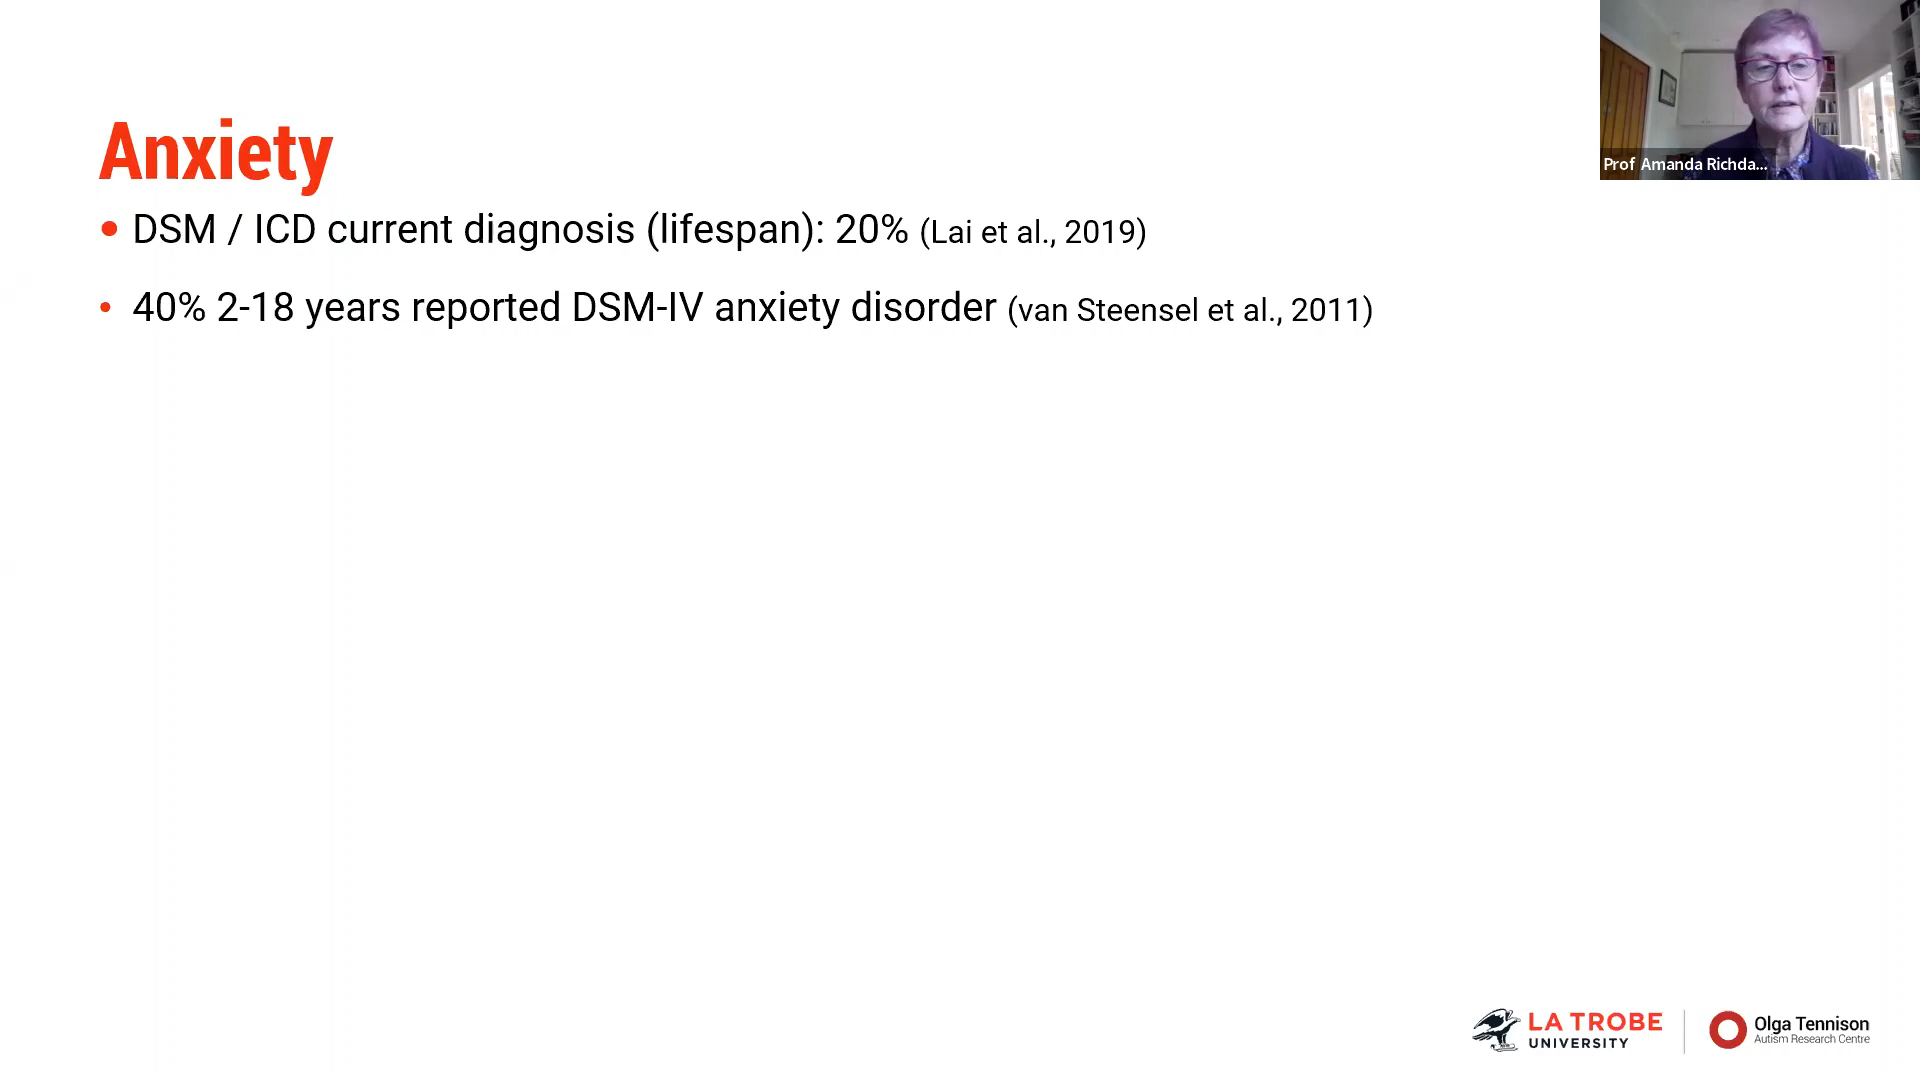 Anxiety
• DSM / ICD current diagnosis (lifespan): 20% (Lai et al., 2019)
• 40% 2-18 years reported DSM-IV anxiety disorder (van Steensel et al., 2011)
Prof Amanda Richda...
LA TROBE
UNIVERSITY
Olga Tennison
Autism Research Centre